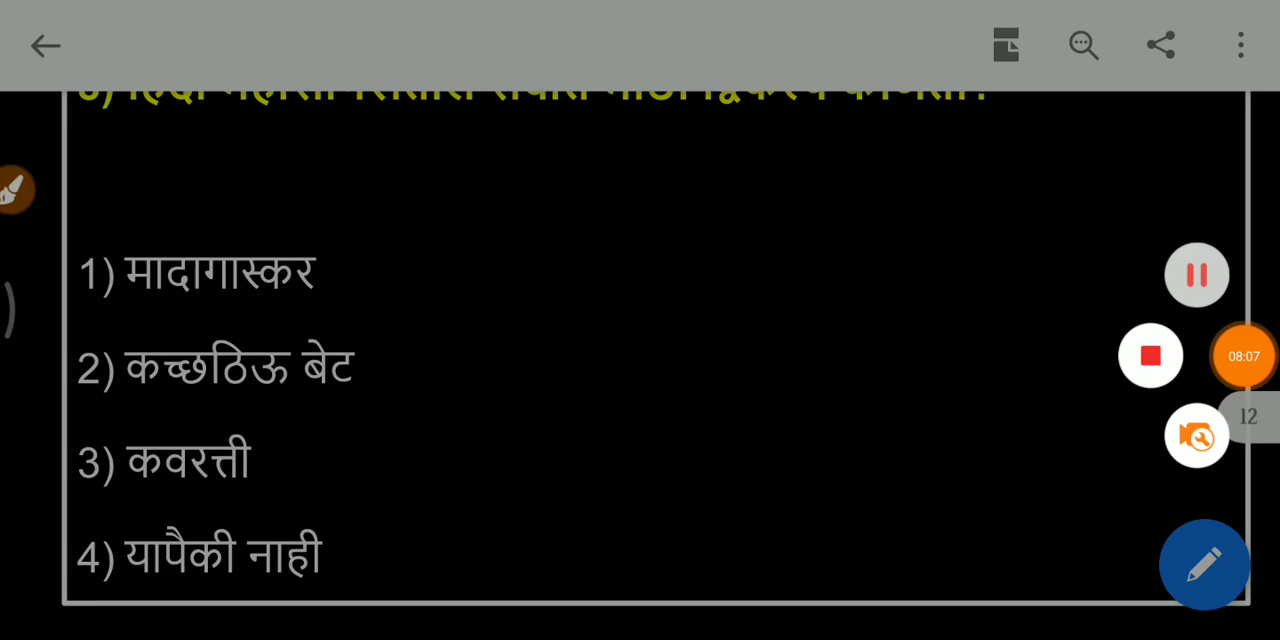 1) मादागास्कर
2) कच्छठिऊ बेट
3) कवरत्ती
4) यापैकी नाही
08:07
12